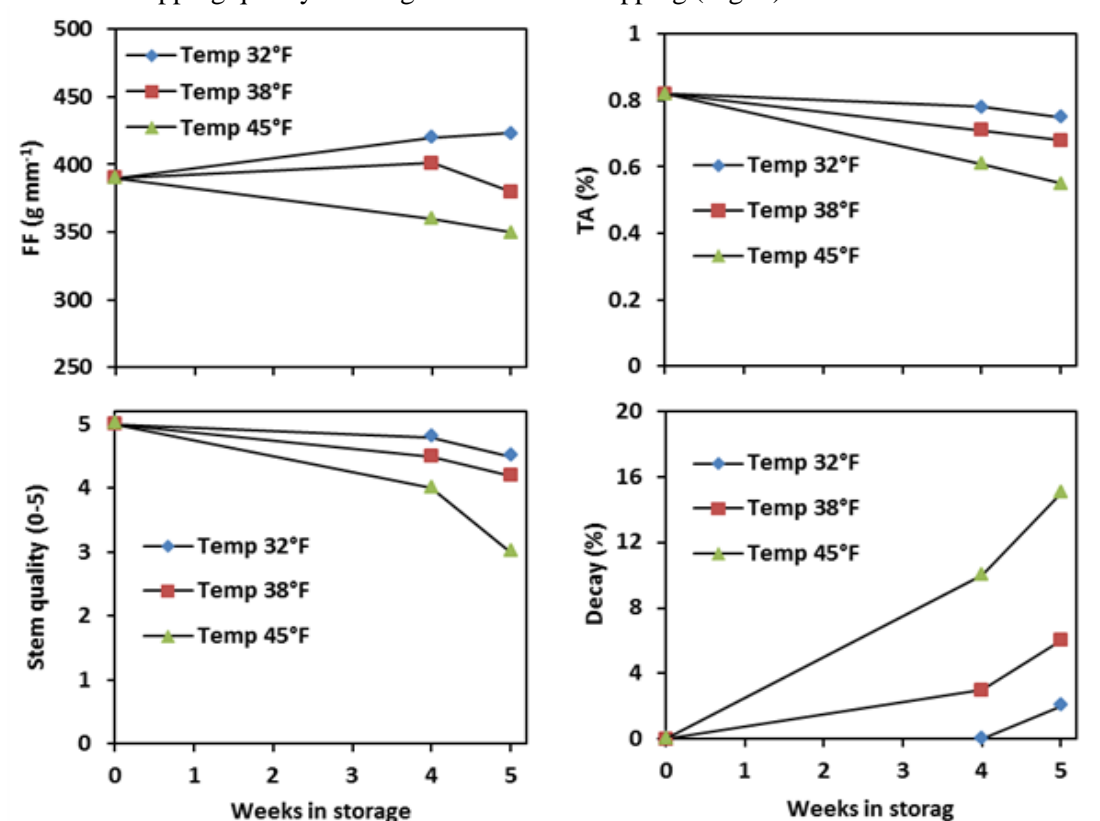 quality
500
450
400
350
300
250
FF (g mm-1)
Temp 32°F
Temp 38°F
Temp 45°F
1
0.8
0.6
0.4
0.2
0
TA (%)
Temp 32°F
Temp 38°F
Temp 45°F
5
4
3
2
1
0
Stem quality (0-5)
Temp 32°F
Temp 38°F
Temp 45°F
0 1 2 3 4 5
Weeks in storage
20
16
12
8
4
0
Decay (%)
Temp 32°F
Temp 38°F
Temp 45°F
0 1 2 3 4 5
Weeks in storag